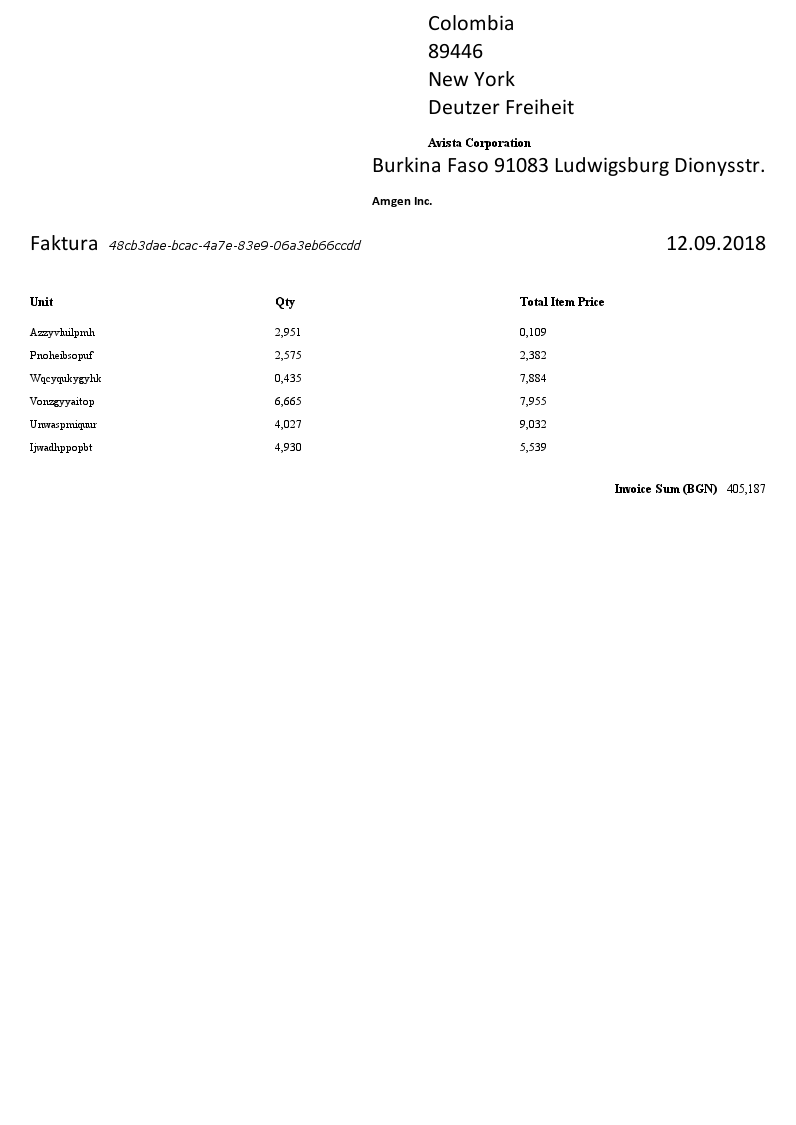 Colombia
89446
New York
Deutzer Freiheit
Avista Corporation
Burkina Faso 91083 Ludwigsburg Dionysstr.
Amgen Inc.
Faktura 48cb3dae-bcac-4a7e-83e9-06a3eb66ccdd 12.09.2018
Unit Qty Total Item Price
Azzyvluilpmh 2,951 0,109
Pnoheibsopuf 2,575 2,382
Wqcyqukygyhk 0,435 7,884
Vonzgyyaitop 6,665 7,955
Unwaspmiquur 4,027 9,032
Ijwadhppopbt 4,930 5,539
Invoice Sum (BGN) 405,187